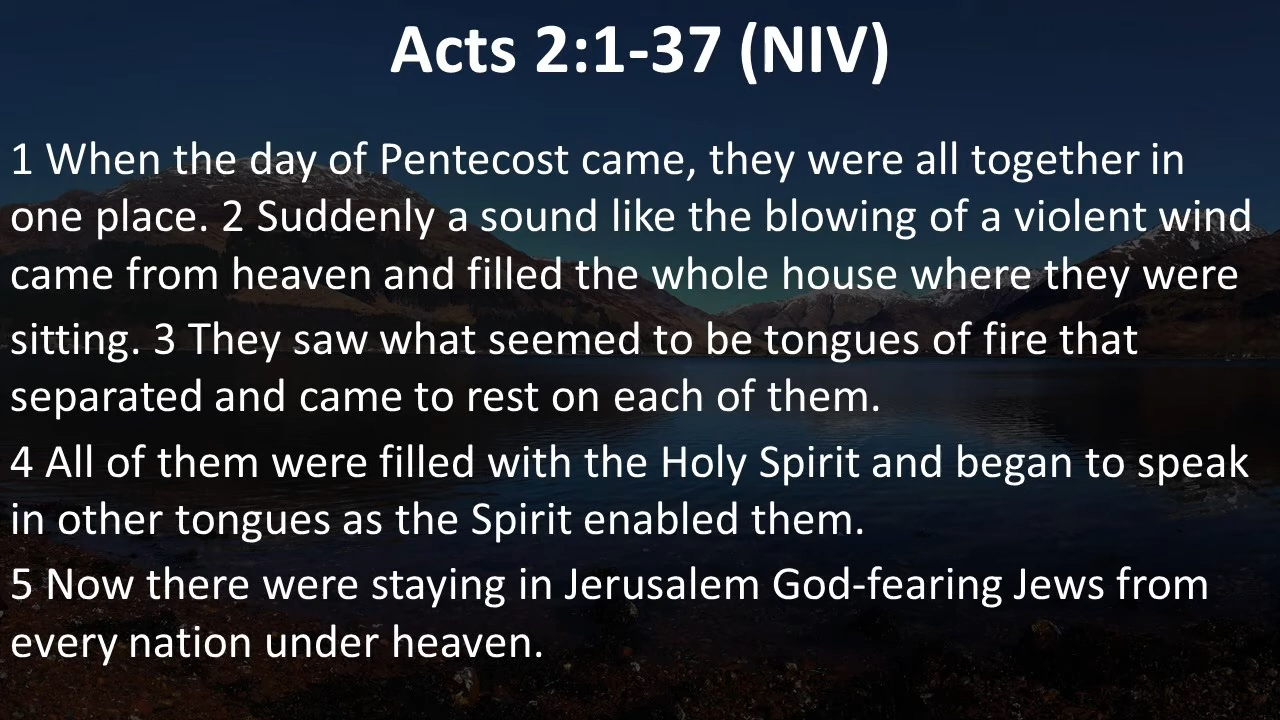 Acts 2:1-37 (NIV)
1 When the day of Pentecost came, they were all together in
one place. 2 Suddenly a sound like the blowing of a violent wind
came from heaven and filled the whole house where they were
sitting. 3 They saw what seemed to be tongues of fire that
separated and came to rest on each of them.
4 All of them were filled with the Holy Spirit and began to speak
in other tongues as the Spirit enabled them.
5 Now there were staying in Jerusalem God-fearing Jews from
every nation under heaven.